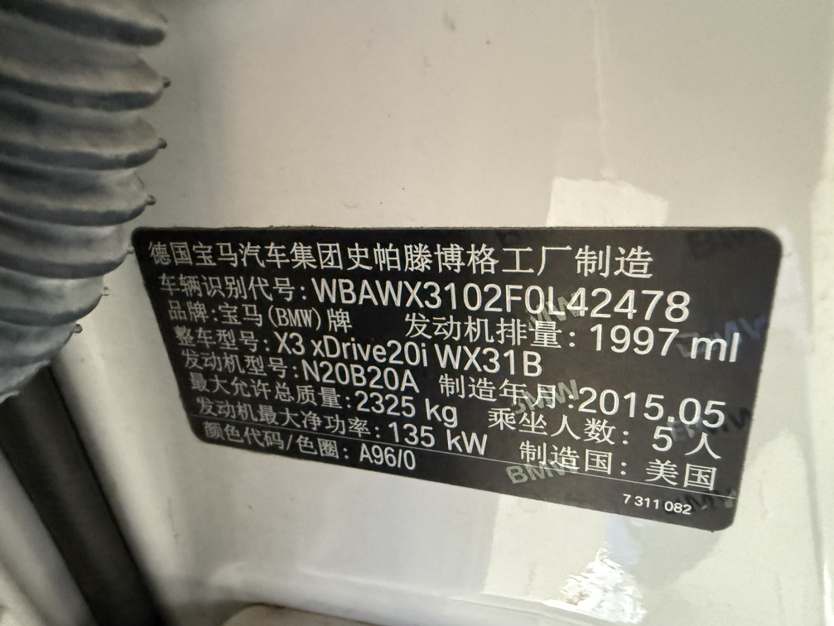 德国宝马汽车集团史帕滕博格工厂制造
车辆识别代号: WBAWX3102F0L42478
品牌: 宝马(BMW)牌 发动机排量: 1997 ml
整车型号: X3 xDrive20i WX31B
发动机型号: N20B20A 制造年月: 2015.05
最大允许总质量: 2325 kg 乘坐人数: 5 人
发动机最大净功率: 135 kW 制造国: 美国
颜色代码/色圈: A96/0
7 311 082